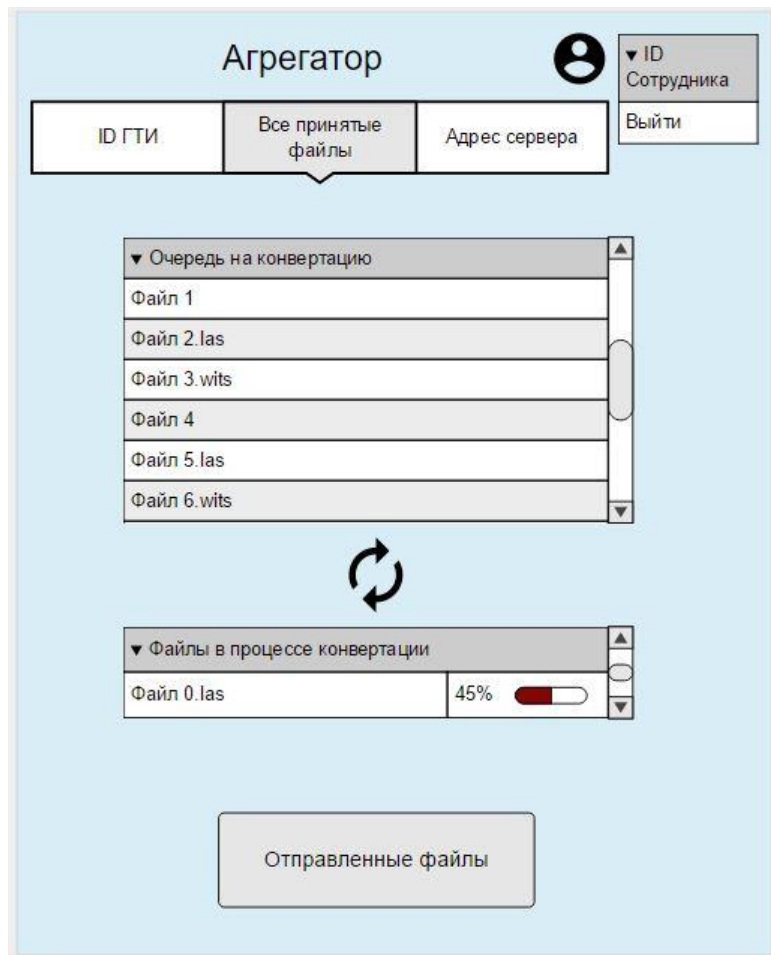 Агрегатор
▼ ID
Сотрудника
Выйти
ID ГТИ
Все принятые
файлы
Адрес сервера
▼ Очередь на конвертацию
Файл 1
Файл 2.las
Файл 3.wits
Файл 4
Файл 5.las
Файл 6.wits
▼ Файлы в процессе конвертации
Файл 0.las
45%
Отправленные файлы